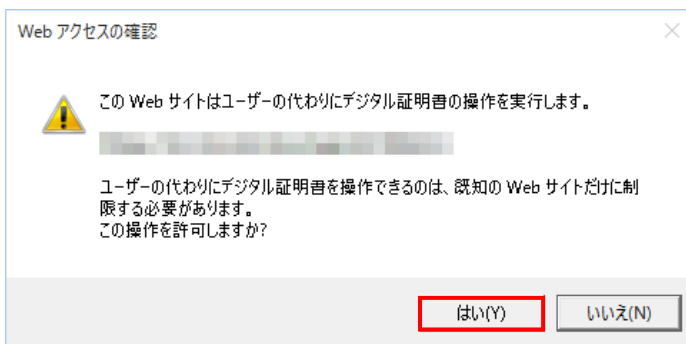 Web アクセスの確認
この Web サイトはユーザーの代わりにデジタル証明書の操作を実行します。
ユーザーの代わりにデジタル証明書を操作できるのは、既知の Web サイトだけに制
限する必要があります。
この操作を許可しますか?
はい(Y)
いいえ(N)